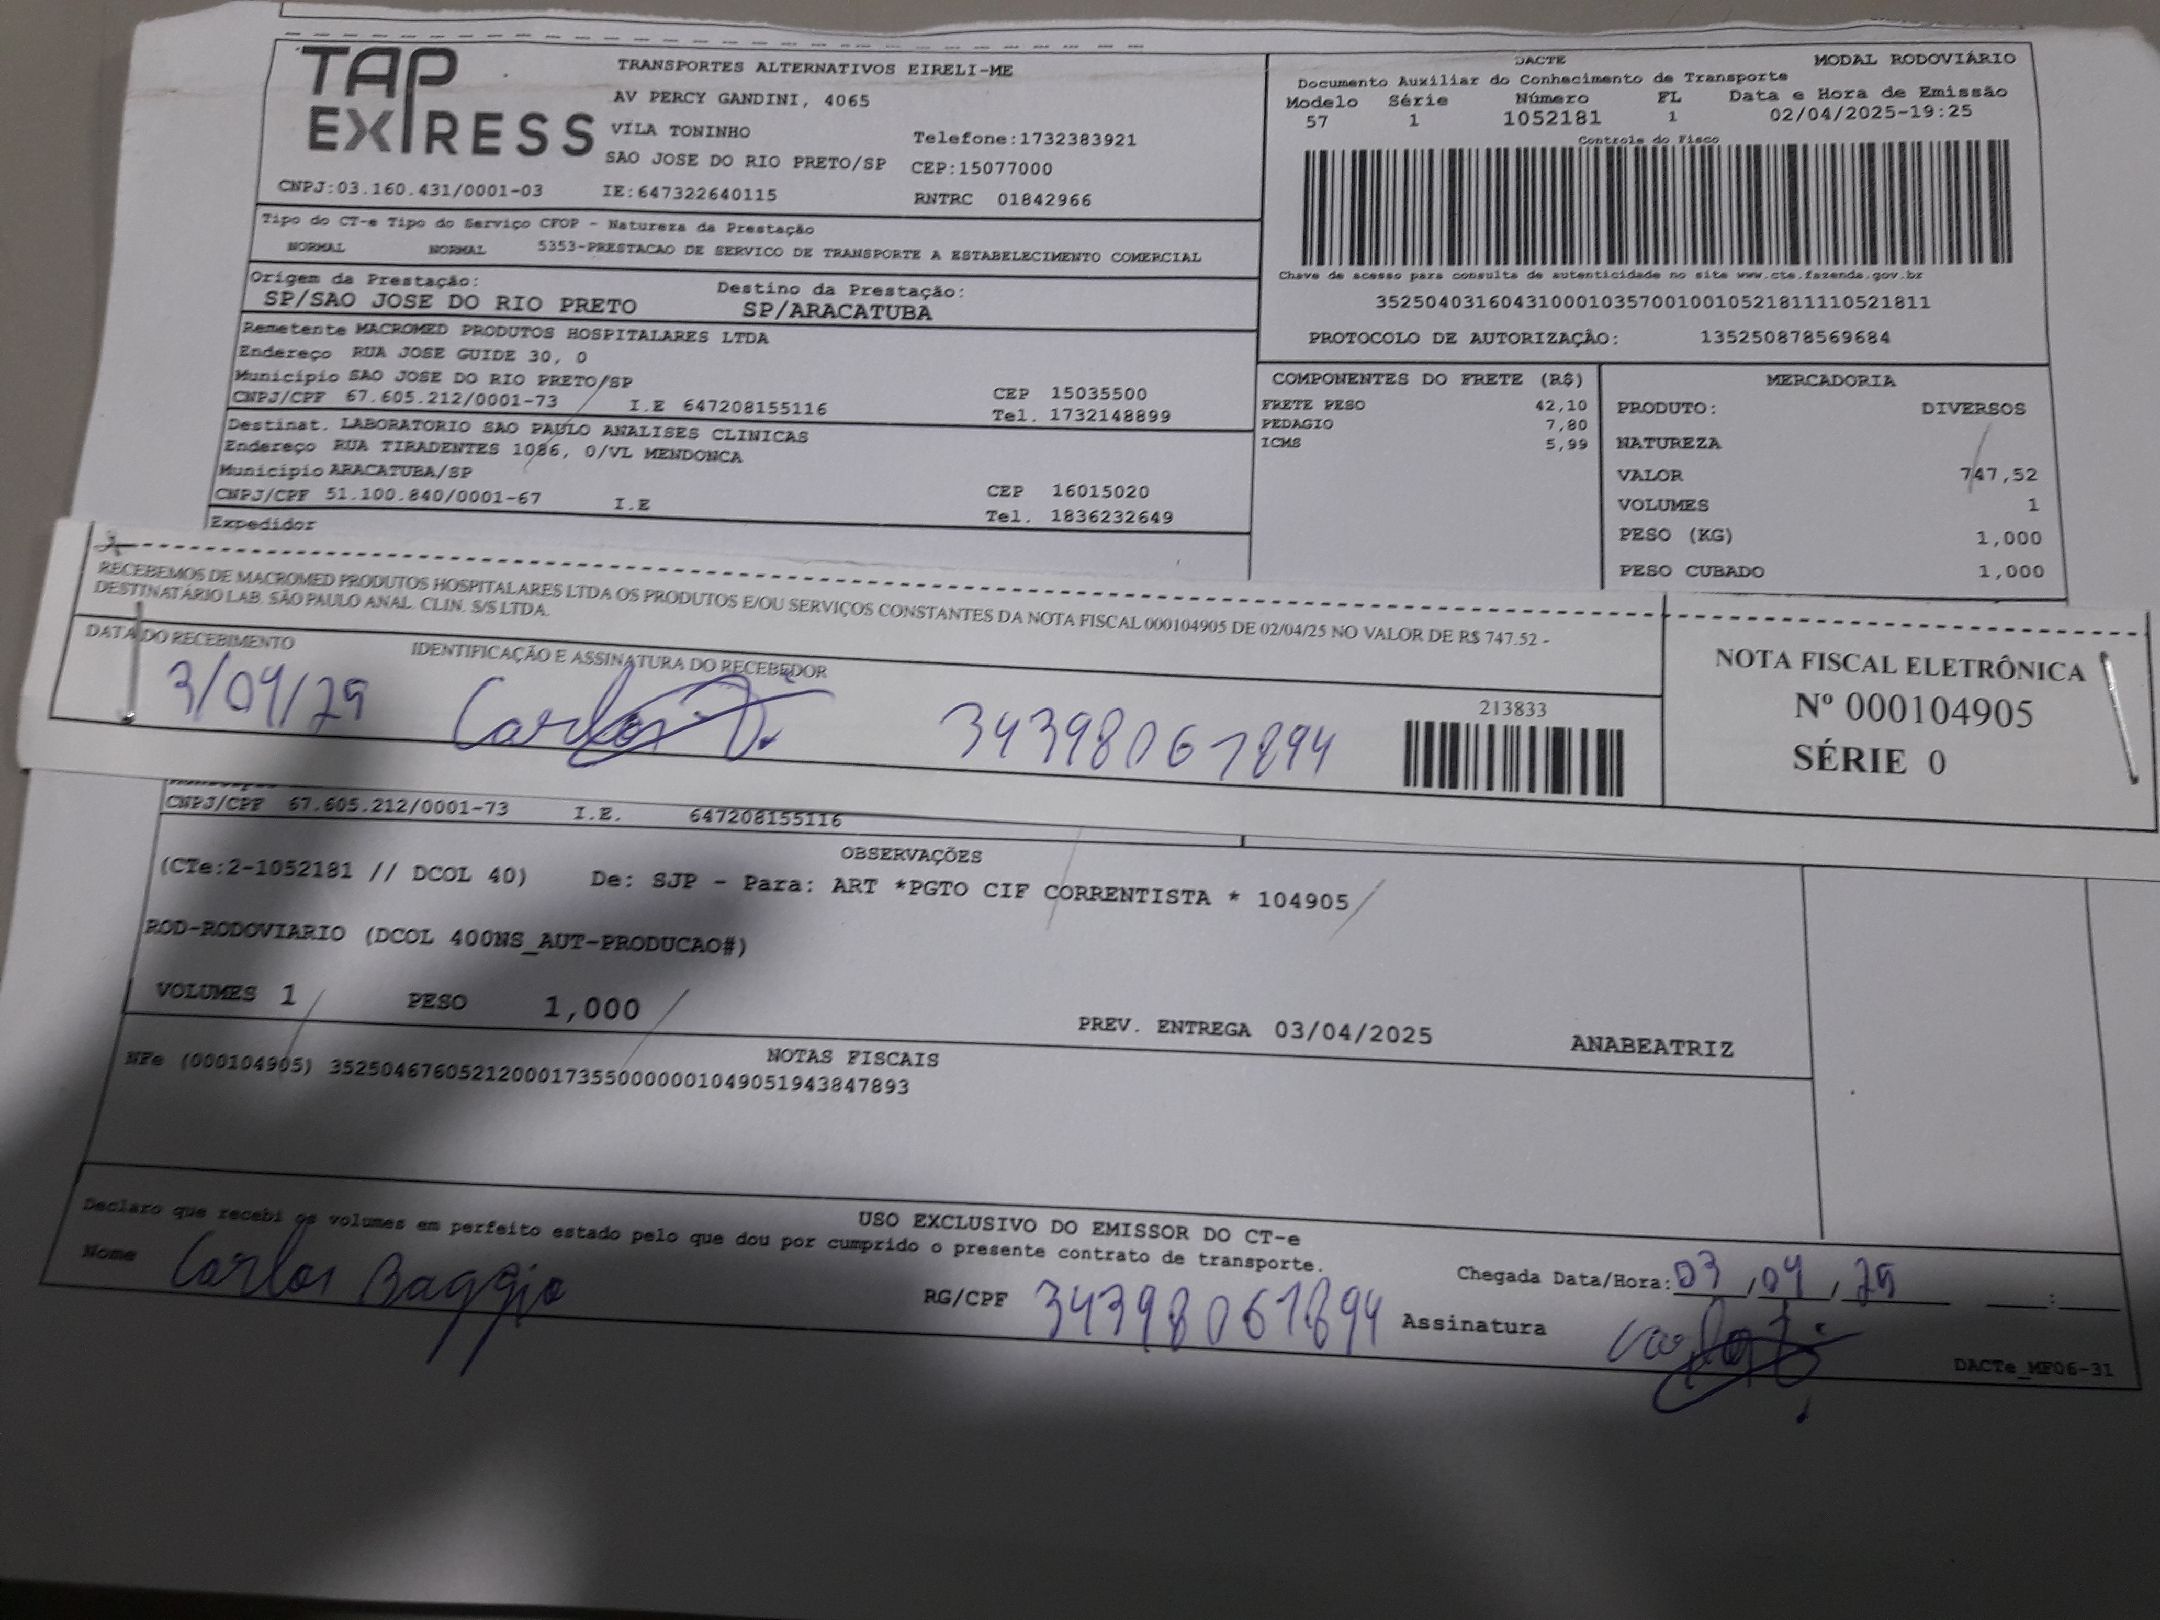 TAP EXPRESS
TRANSPORTES ALTERNATIVOS EIRELI-ME
AV PERCY GANDINI, 4065
VILA TONINHO Telefone:1732383921
SAO JOSE DO RIO PRETO/SP CEP:15077000
CNPJ:03.160.431/0001-03 IE:647322640115 RNTRC 01842966
DACTE MODAL RODOVIÁRIO
Documento Auxiliar do Conhecimento de Transporte
Modelo Série Número FL Data e Hora de Emissão
57 1 1052181 1 02/04/2025-19:25
Controle do Fisco
Chave de acesso para consulta de autenticidade no site www.cte.fazenda.gov.br
35250403160431000103570010010521811110521811
PROTOCOLO DE AUTORIZAÇÃO: 135250878569684
Tipo do CT-e Tipo do Serviço CFOP - Natureza da Prestação
NORMAL NORMAL 5353-PRESTACAO DE SERVICO DE TRANSPORTE A ESTABELECIMENTO COMERCIAL
Origem da Prestação: Destino da Prestação:
SP/SAO JOSE DO RIO PRETO SP/ARACATUBA
Remetente MACROMED PRODUTOS HOSPITALARES LTDA
Endereço RUA JOSE GUIDE 30, 0
Município SAO JOSE DO RIO PRETO/SP CEP 15035500
CNPJ/CPF 67.605.212/0001-73 I.E 647208155116 Tel. 1732148899
Destinat. LABORATORIO SAO PAULO ANALISES CLINICAS
Endereço RUA TIRADENTES 1086, 0/VL MENDONCA
Município ARACATUBA/SP CEP 16015020
CNPJ/CPF 51.100.840/0001-67 I.E Tel. 1836232649
Expedidor
COMPONENTES DO FRETE (R$)
FRETE PESO 42,10
PEDAGIO 7,80
ICMS 5,99
MERCADORIA
PRODUTO: DIVERSOS
NATUREZA
VALOR 747,52
VOLUMES 1
PESO (KG) 1,000
PESO CUBADO 1,000
RECEBEMOS DE MACROMED PRODUTOS HOSPITALARES LTDA OS PRODUTOS E/OU SERVIÇOS CONSTANTES DA NOTA FISCAL 000104905 DE 02/04/25 NO VALOR DE R$ 747.52 -
DESTINATÁRIO LAB. SÃO PAULO ANAL. CLIN. S/S LTDA.
DATA DO RECEBIMENTO IDENTIFICAÇÃO E ASSINATURA DO RECEBEDOR
3/04/25 Carlos 34398061894
213833
NOTA FISCAL ELETRÔNICA
Nº 000104905
SÉRIE 0
CNPJ/CPF 67.605.212/0001-73 I.E. 647208155116
OBSERVAÇÕES
(CTe:2-1052181 // DCOL 40) De: SJP - Para: ART *PGTO CIF CORRENTISTA * 104905
ROD-RODOVIARIO (DCOL 400NS_AUT-PRODUCAO#)
VOLUMES 1 PESO 1,000 PREV. ENTREGA 03/04/2025 ANABEATRIZ
NOTAS FISCAIS
NFe (000104905) 35250467605212000173550000001049051943847893
USO EXCLUSIVO DO EMISSOR DO CT-e
Declaro que recebi os volumes em perfeito estado pelo que dou por cumprido o presente contrato de transporte.
Nome Carlos Baggio RG/CPF 34398061894 Assinatura Chegada Data/Hora: 03/04/25 :
DACTe_MF06-31